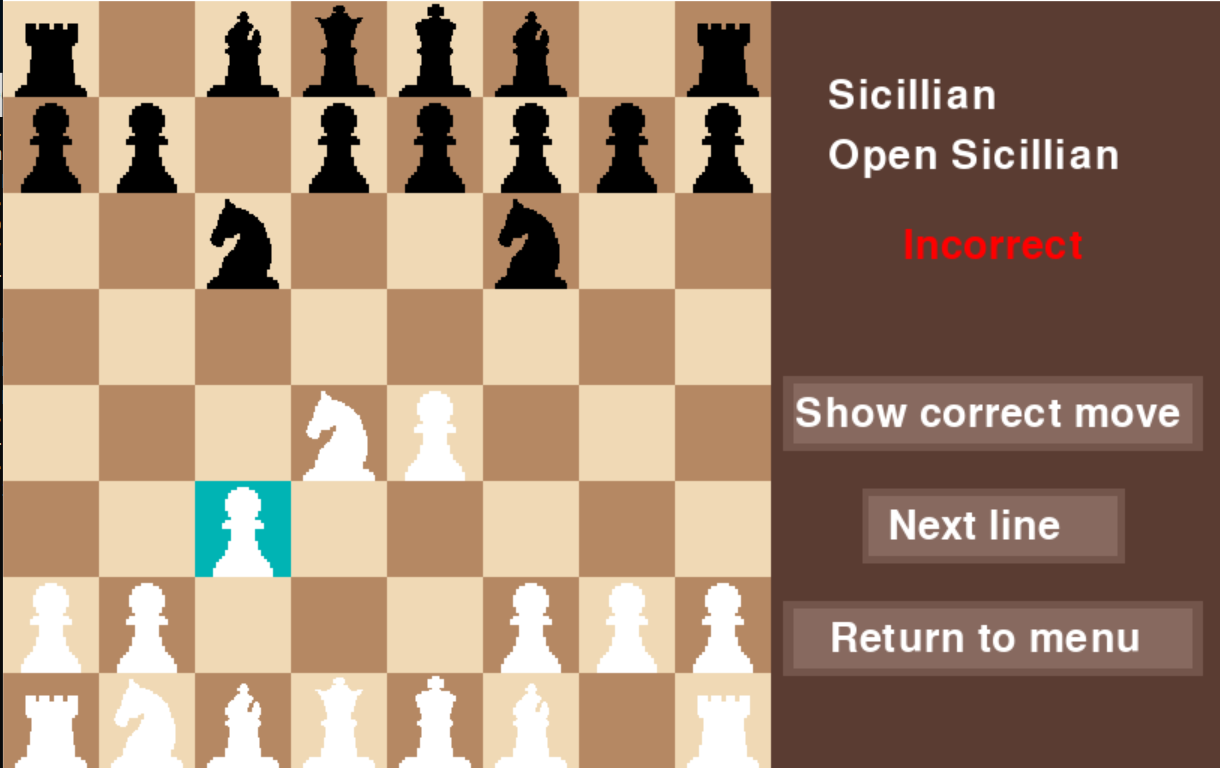 Sicillian
Open Sicillian
Incorrect
Show correct move
Next line
Return to menu